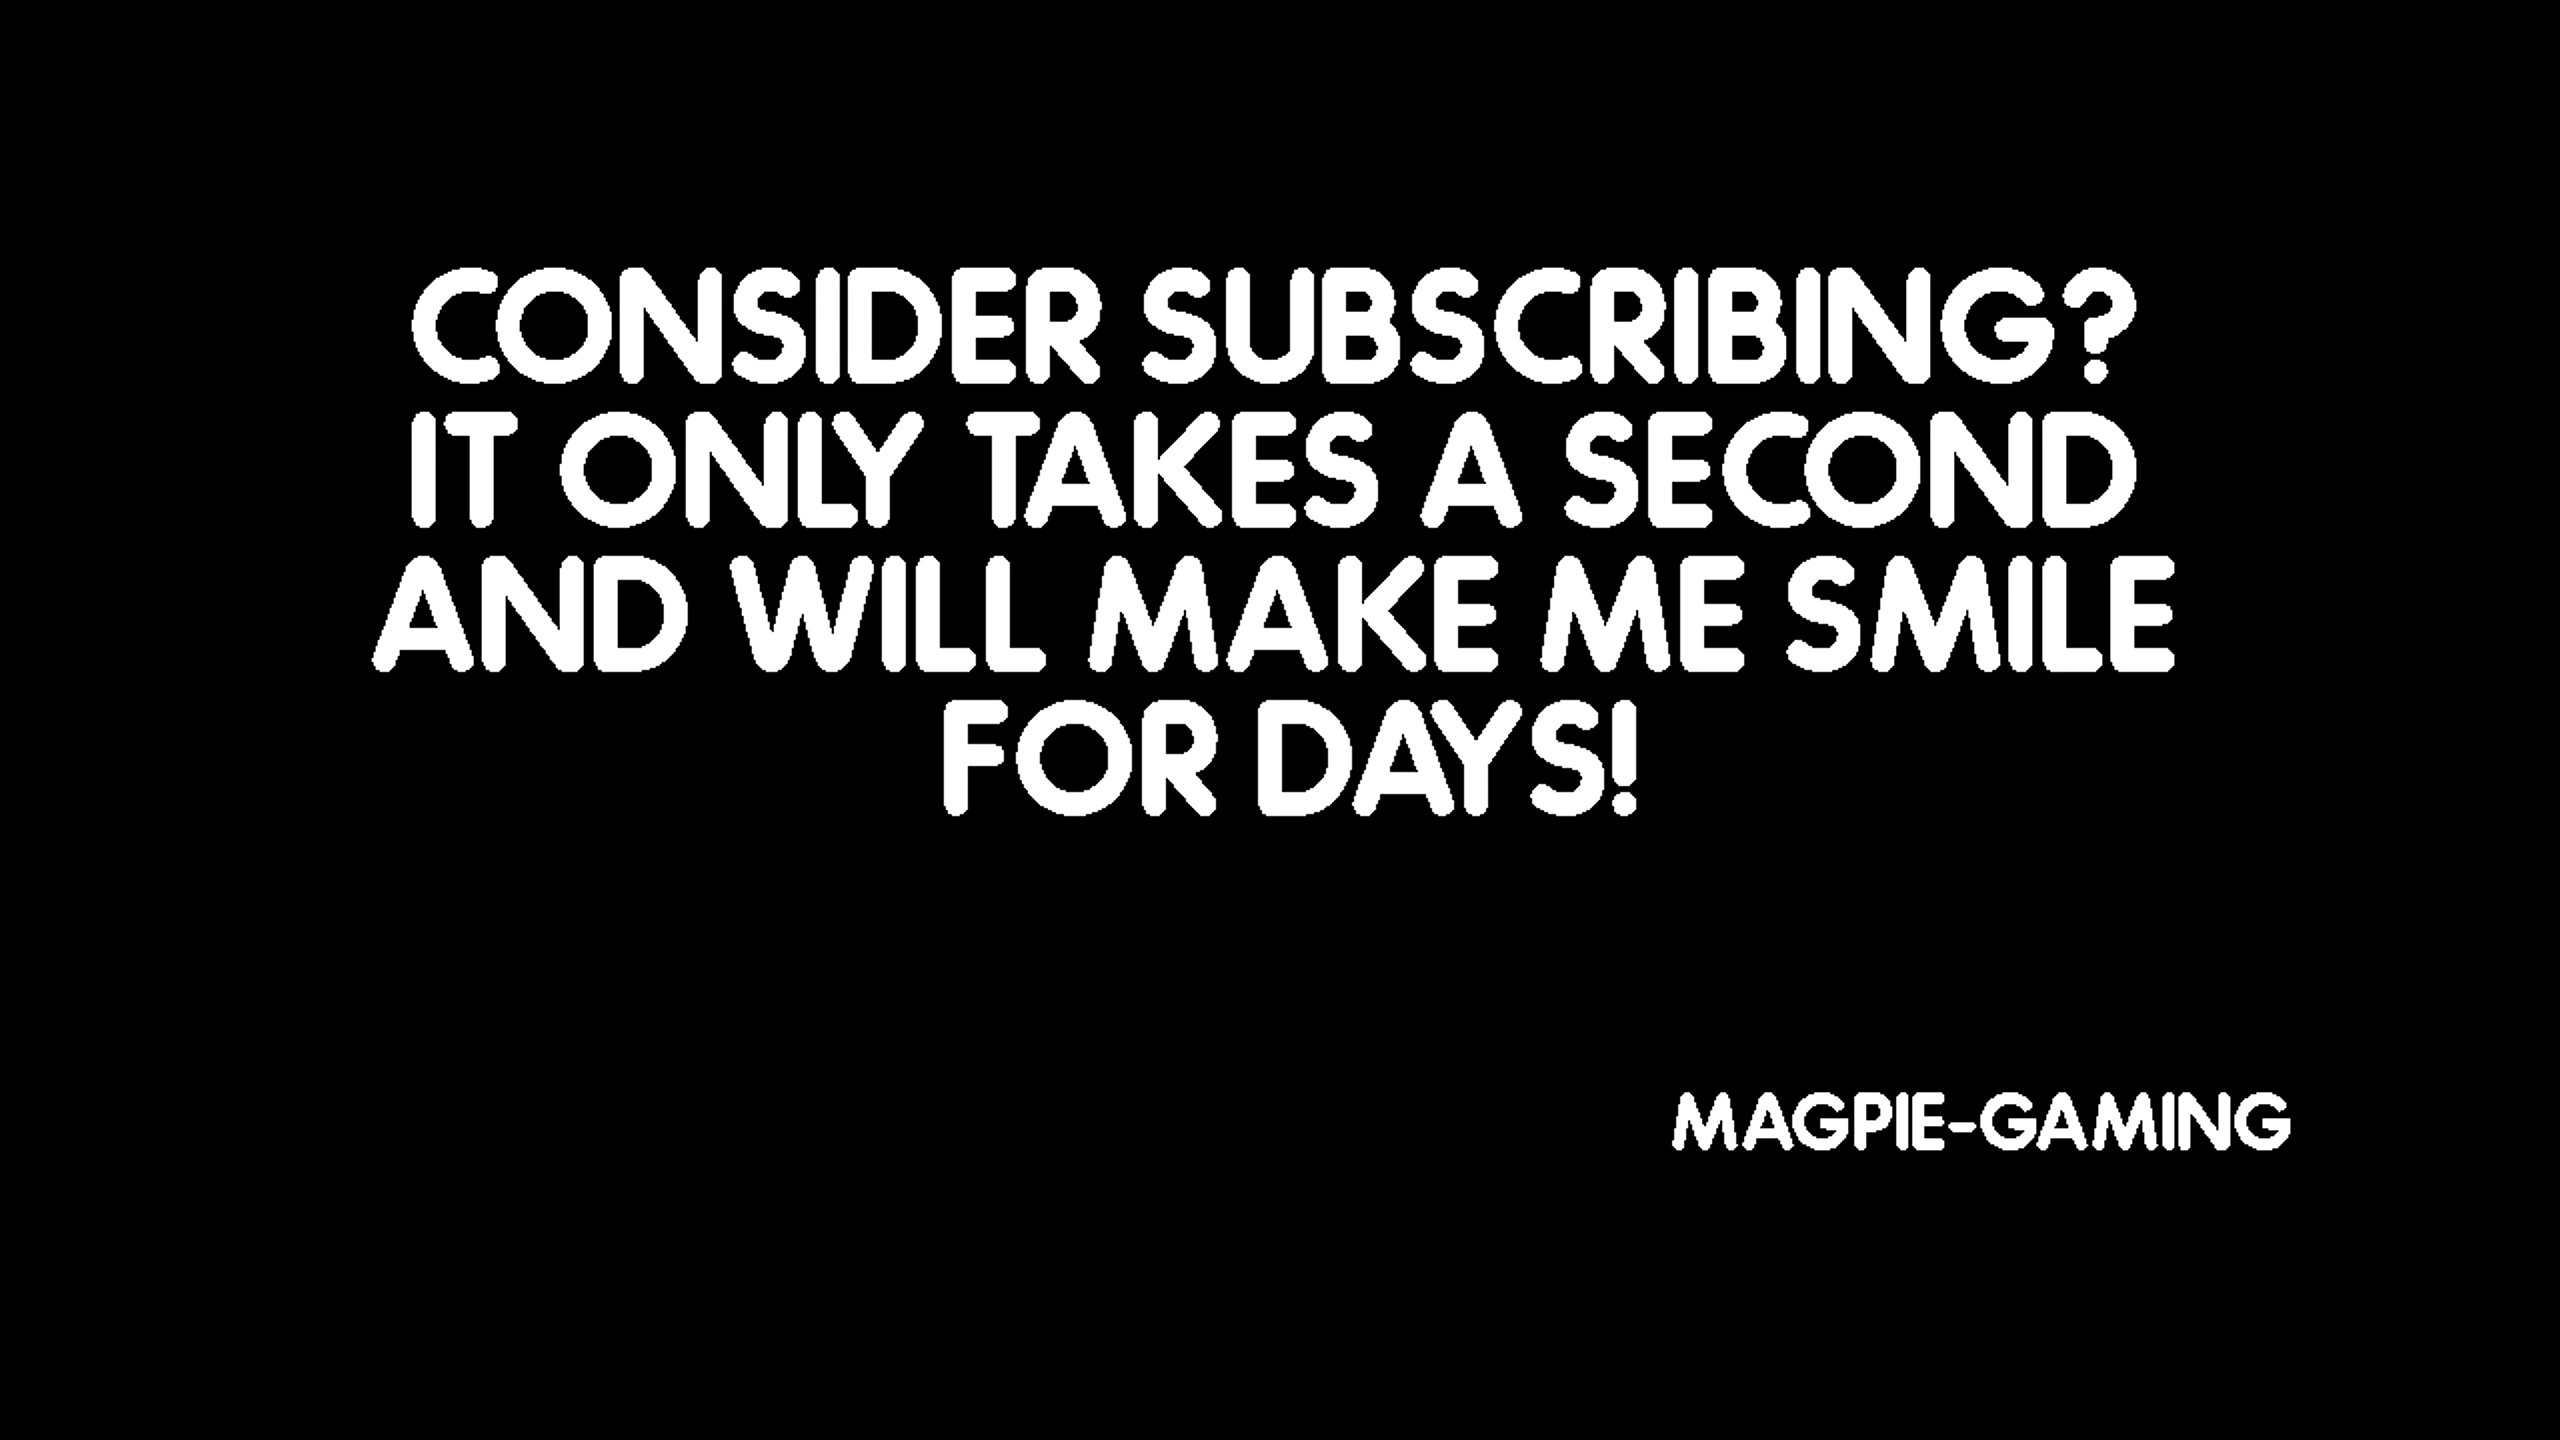 CONSIDER SUBSCRIBING?
IT ONLY TAKES A SECOND
AND WILL MAKE ME SMILE
FOR DAYS!
MAGPIE-GAMING